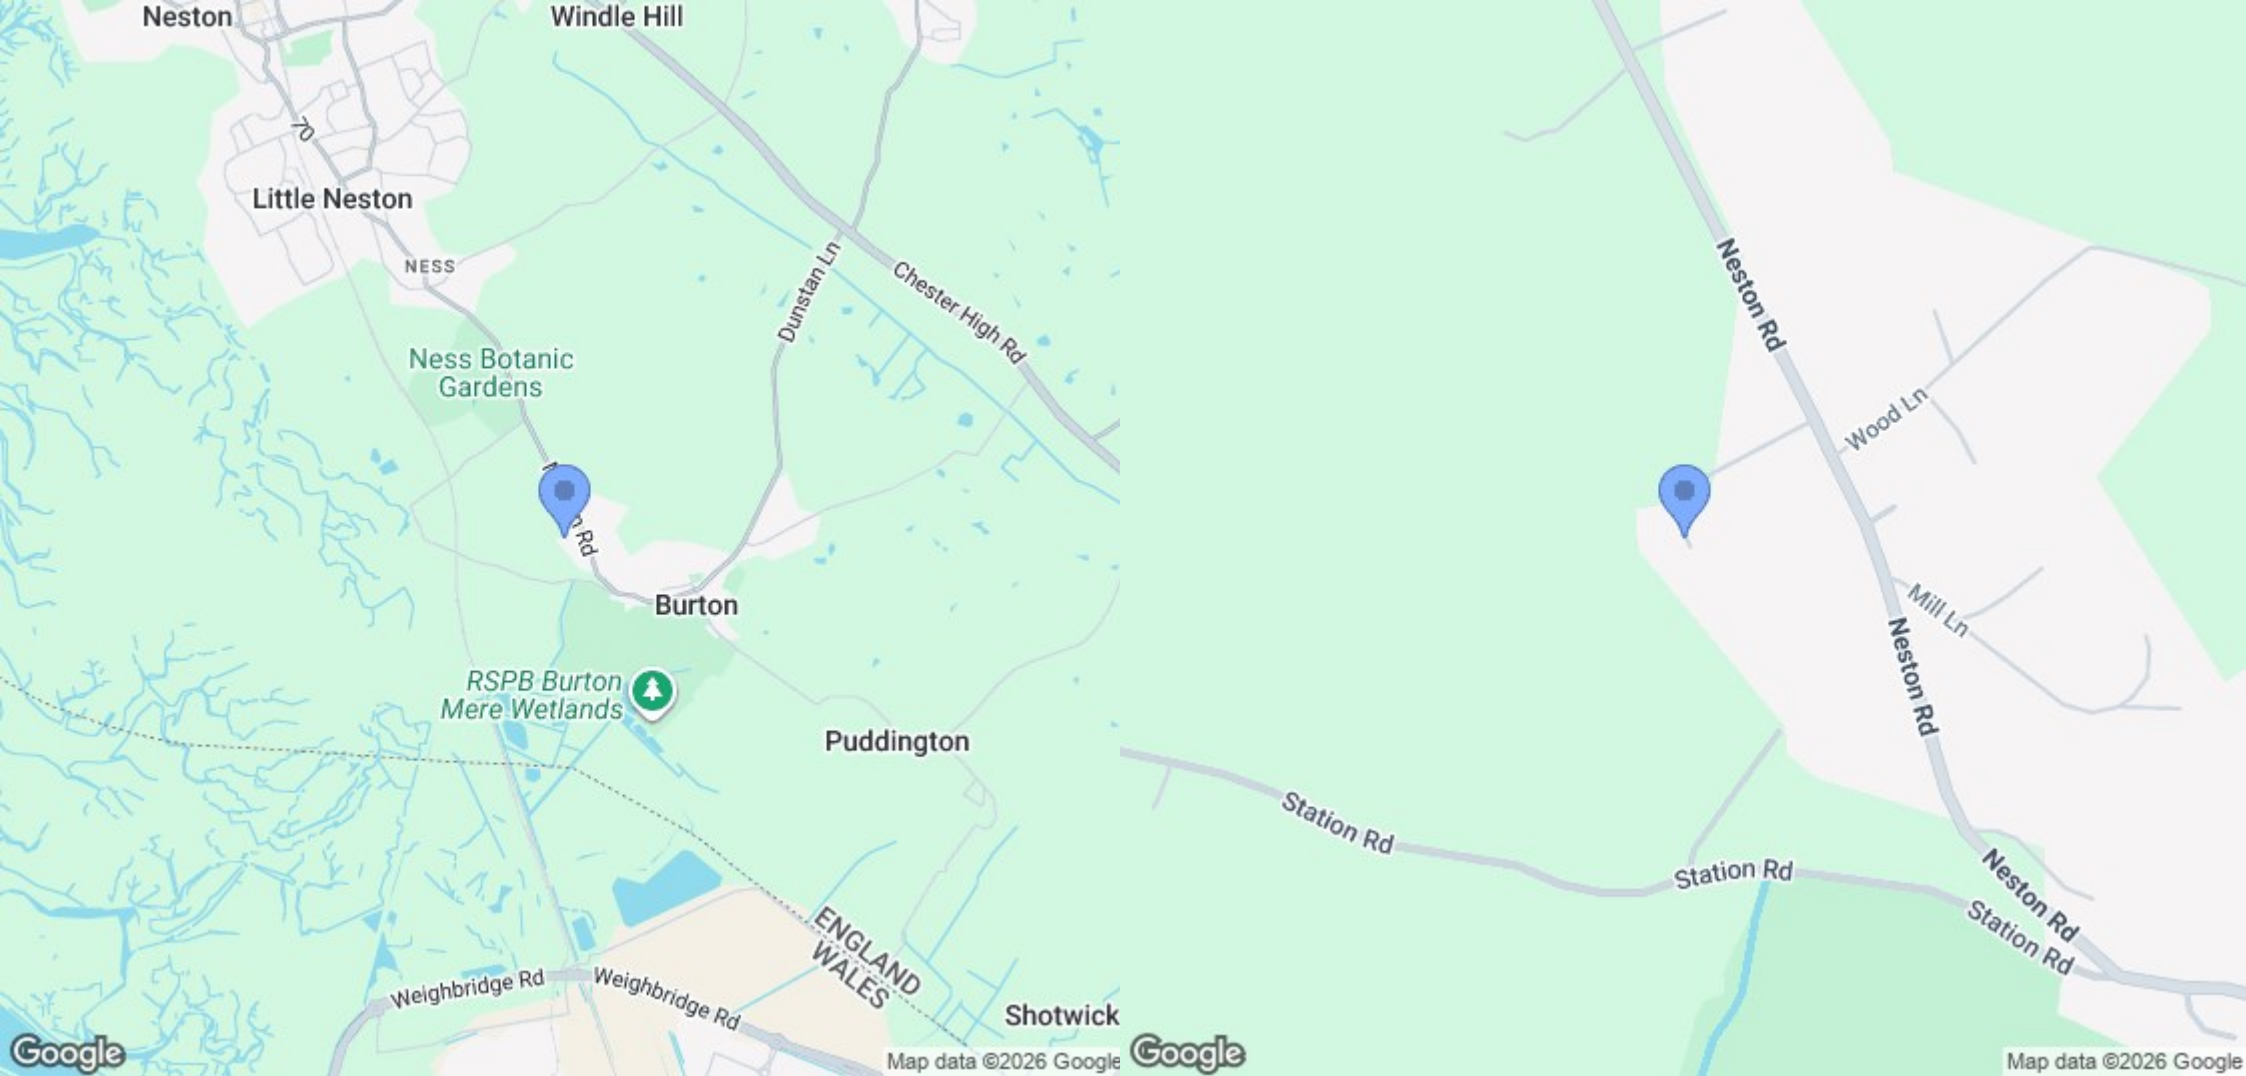 Neston
Windle Hill
70
Little Neston
NESS
Dunstan Ln
Chester High Rd
Ness Botanic
Gardens
Rd
Burton
RSPB Burton
Mere Wetlands
Puddington
ENGLAND
WALES
Weighbridge Rd
Weighbridge Rd
Shotwick
Google
Map data ©2026 Google
Neston Rd
Wood Ln
Mill Ln
Neston Rd
Station Rd
Station Rd
Neston Rd
Station Rd
Google
Map data ©2026 Google